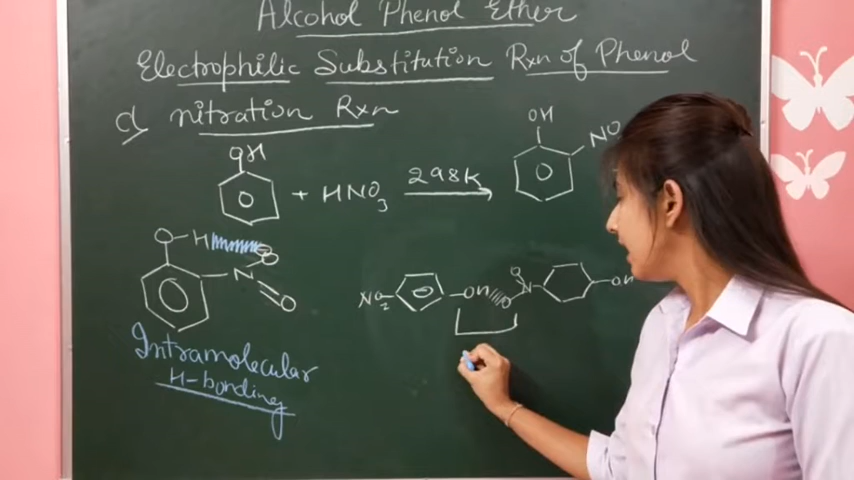 Alcohol Phenol Ether
Electrophilic Substitution Rxn of Phenol
c) nitration Rxn
OH
OH
+ HNO3 298K
NO
O-H
O
N
O
NO2
OH
O
N
O
OH
Intramolecular
H-bonding